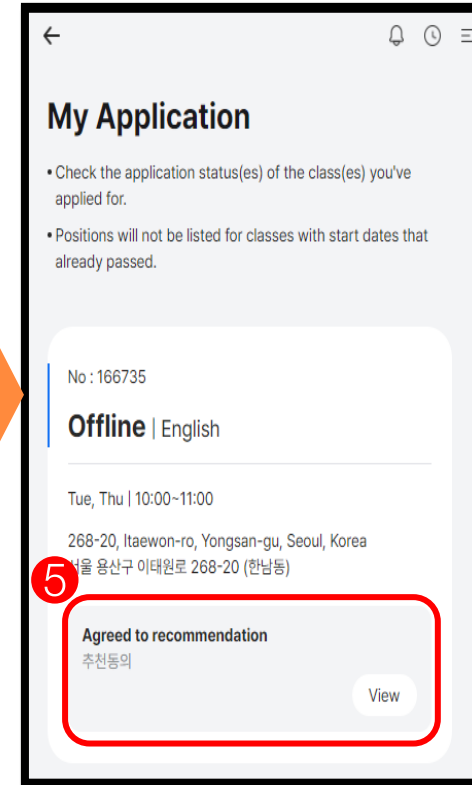 My Application
• Check the application status(es) of the class(es) you've
applied for.
• Positions will not be listed for classes with start dates that
already passed.
No : 166735
Offline | English
Tue, Thu | 10:00~11:00
268-20, Itaewon-ro, Yongsan-gu, Seoul, Korea
용산구 이태원로 268-20 (한남동)
5
Agreed to recommendation
추천동의
View